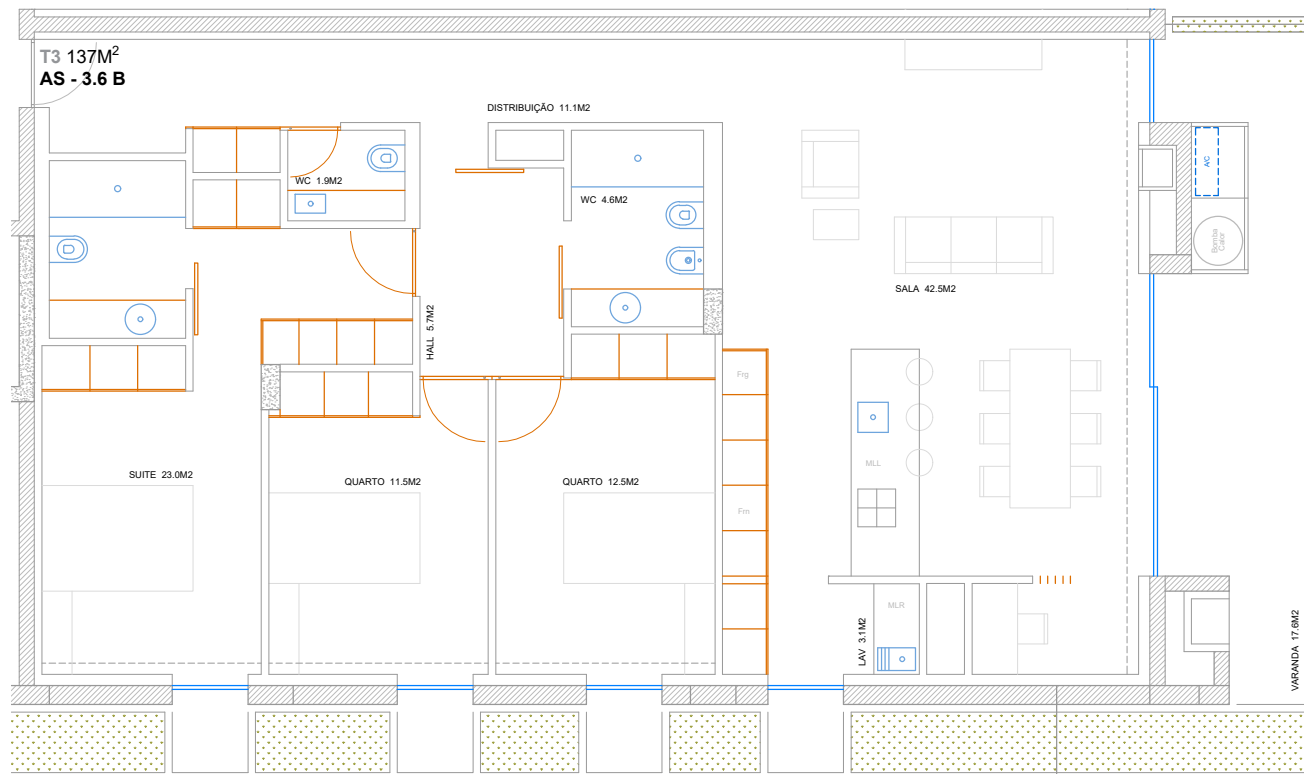 T3 137M²
AS - 3.6 B
DISTRIBUIÇÃO 11.1M2
WC 1.9M2
WC 4.6M2
A/C
Bomba
Calor
SALA 42.5M2
HALL 5.7M2
Frg
MLL
SUITE 23.0M2
QUARTO 11.5M2
QUARTO 12.5M2
Frn
MLR
LAV 3.1M2
VARANDA 17.6M2